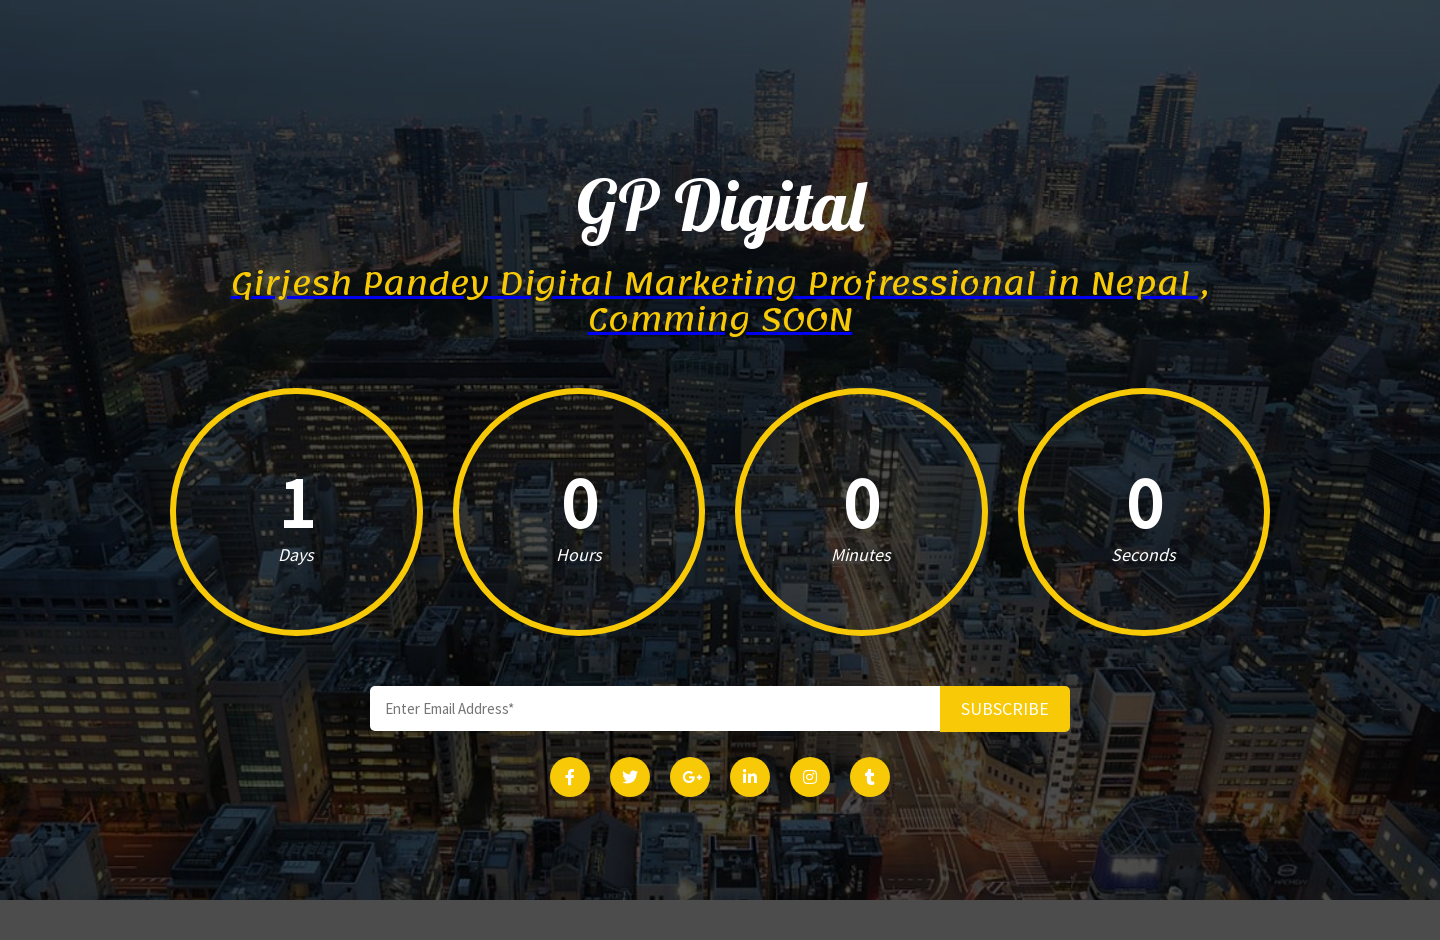 GP Digital
Girjesh Pandey Digital Marketing Profressional in Nepal ,
Comming SOON
1 0 0 0
Days Hours Minutes Seconds
Enter Email Address* SUBSCRIBE